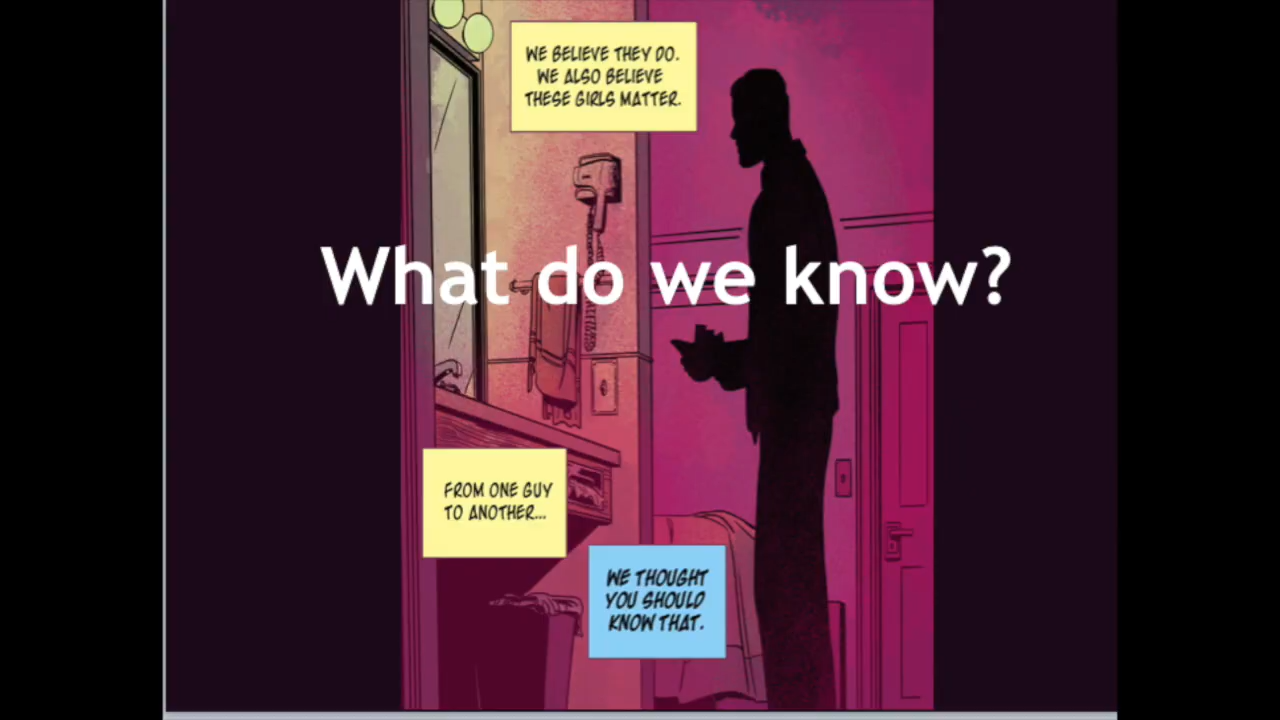 WE BELIEVE THEY DO.
WE ALSO BELIEVE
THESE GIRLS MATTER.
What do we know?
FROM ONE GUY
TO ANOTHER...
WE THOUGHT
YOU SHOULD
KNOW THAT.